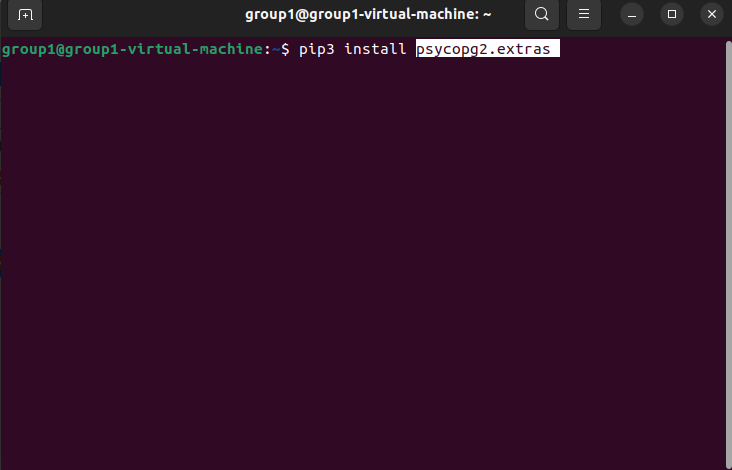 group1@group1-virtual-machine: ~
group1@group1-virtual-machine:~$ pip3 install psycopg2.extras